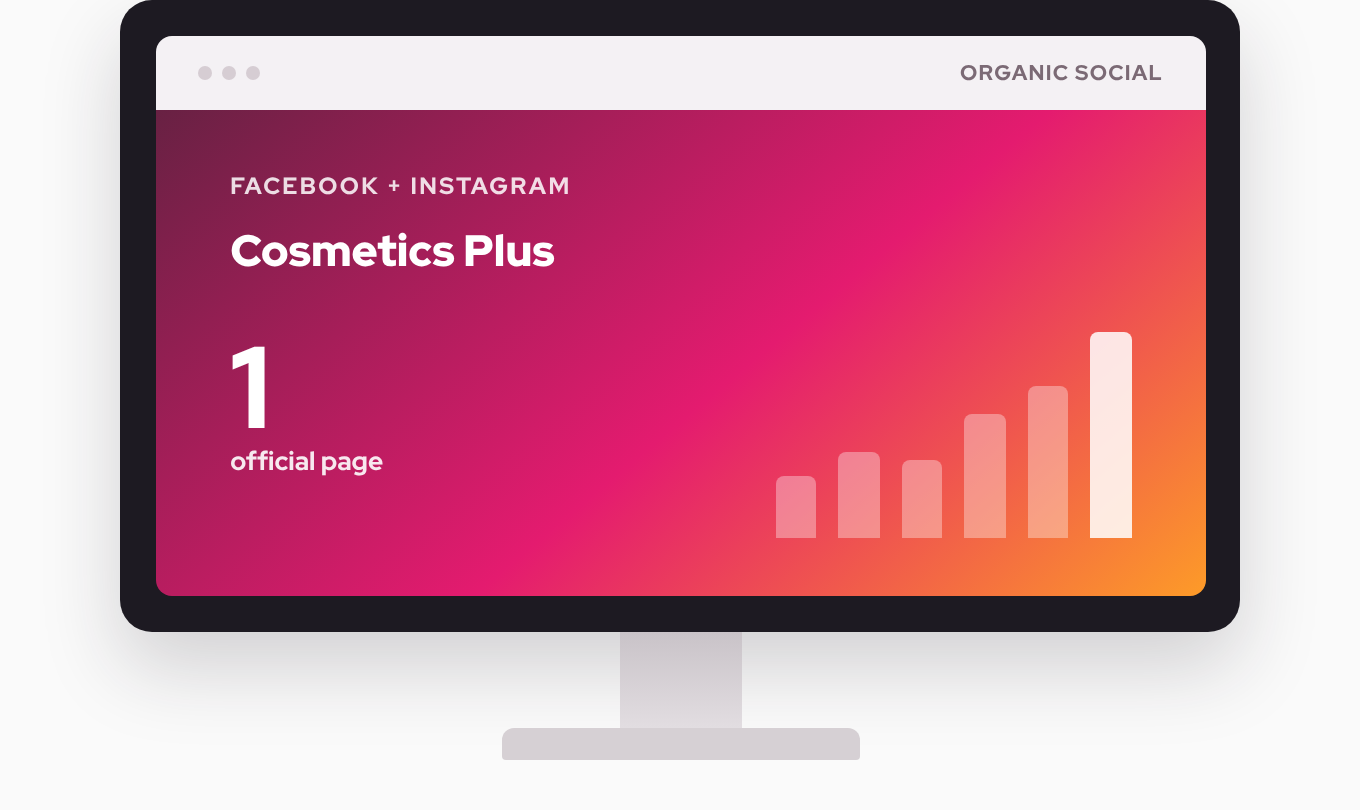 ORGANIC SOCIAL
FACEBOOK + INSTAGRAM
Cosmetics Plus
1
official page